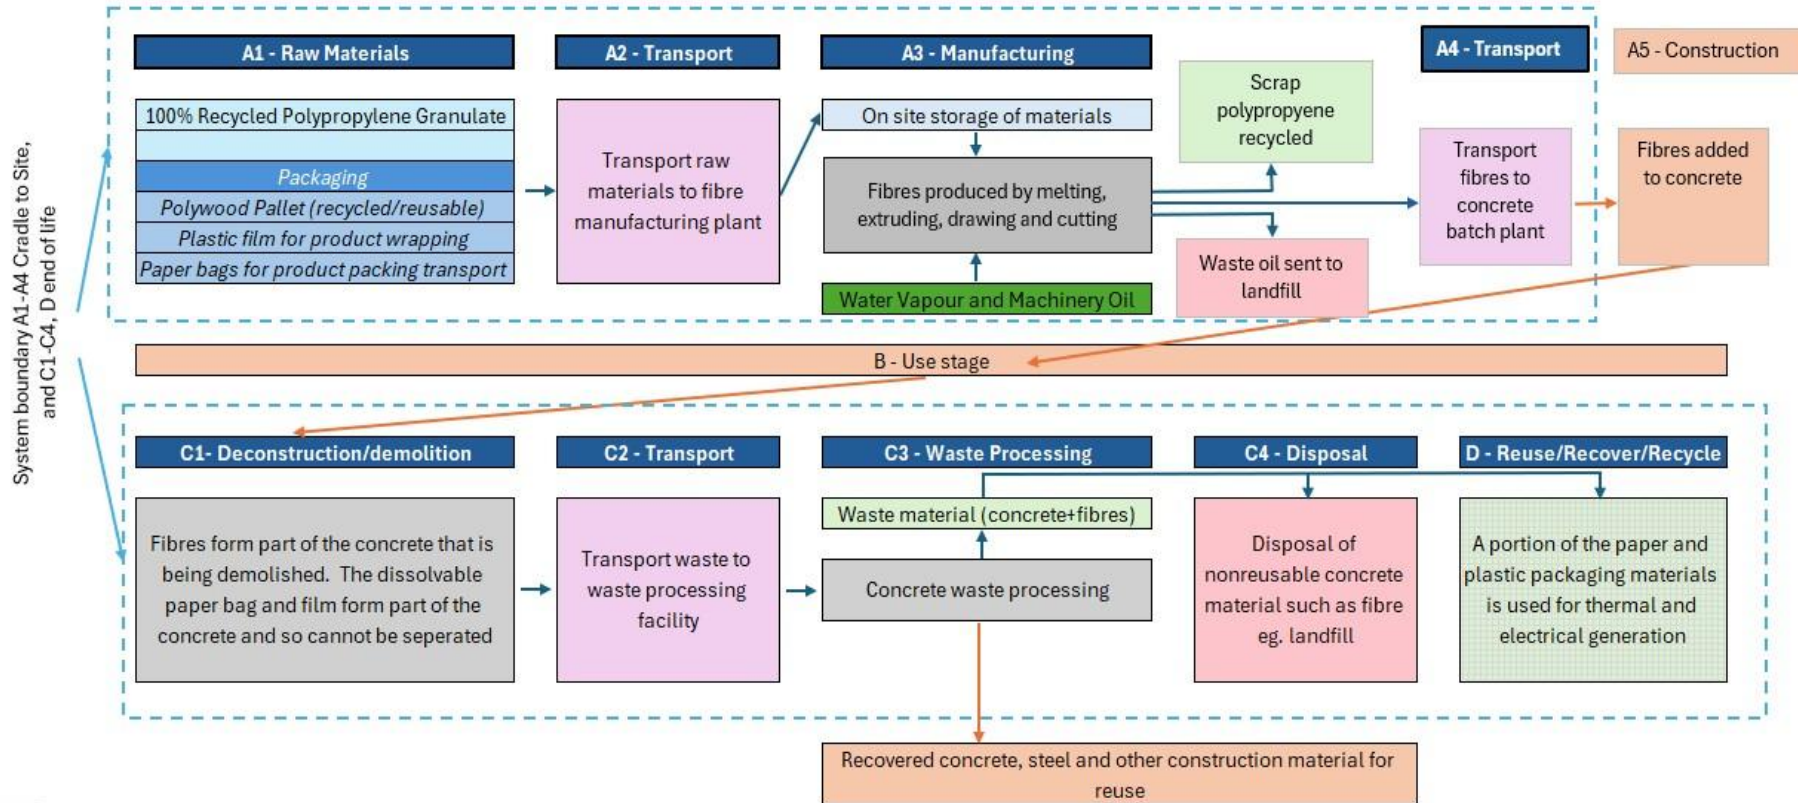 System boundary A1-A4 Cradle to Site,
and C1-C4, D end of life
A1 - Raw Materials
A2 - Transport
A3 - Manufacturing
A4 - Transport
A5 - Construction
100% Recycled Polypropylene Granulate
Packaging
Polywood Pallet (recycled/reusable)
Plastic film for product wrapping
Paper bags for product packing transport
Transport raw
materials to fibre
manufacturing plant
On site storage of materials
Fibres produced by melting,
extruding, drawing and cutting
Water Vapour and Machinery Oil
Scrap
polypropyene
recycled
Waste oil sent to
landfill
Transport
fibres to
concrete
batch plant
Fibres added
to concrete
B - Use stage
C1- Deconstruction/demolition
C2 - Transport
C3 - Waste Processing
C4 - Disposal
D - Reuse/Recover/Recycle
Fibres form part of the concrete that is
being demolished. The dissolvable
paper bag and film form part of the
concrete and so cannot be seperated
Transport waste to
waste processing
facility
Waste material (concrete+fibres)
Concrete waste processing
Disposal of
nonreusable concrete
material such as fibre
eg. landfill
A portion of the paper and
plastic packaging materials
is used for thermal and
electrical generation
Recovered concrete, steel and other construction material for
reuse